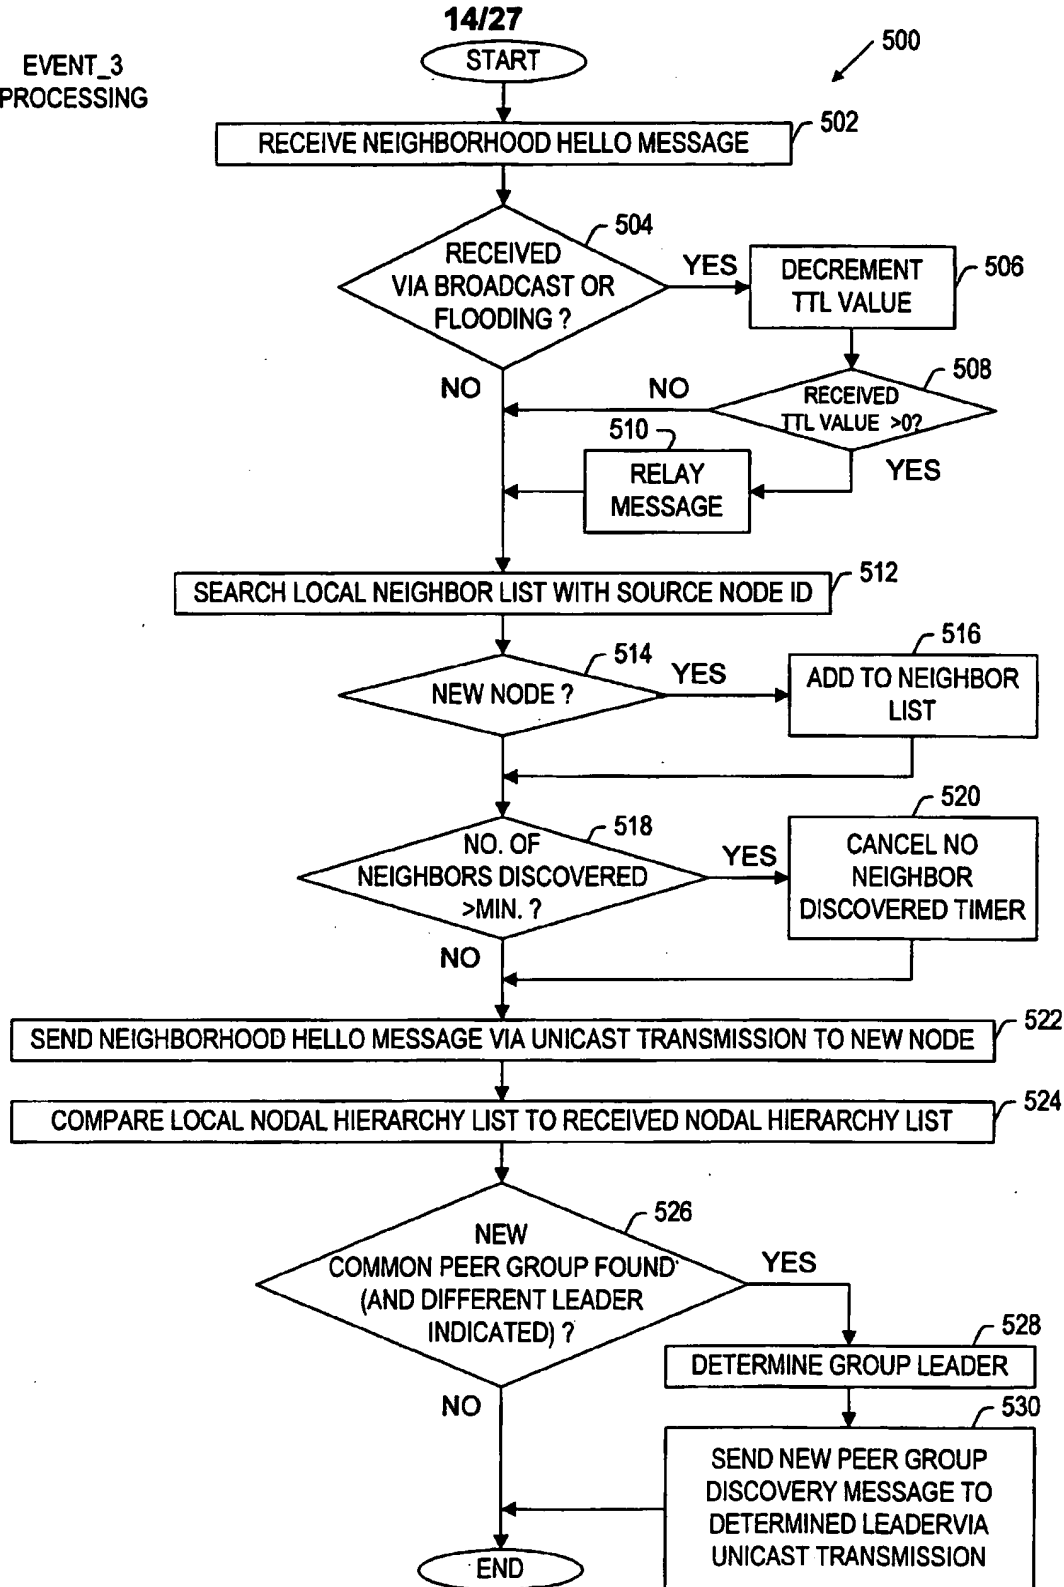 14/27
EVENT_3
PROCESSING
START
500
RECEIVE NEIGHBORHOOD HELLO MESSAGE
502
504
RECEIVED
VIA BROADCAST OR
FLOODING ?
YES
DECREMENT
TTL VALUE
506
NO
508
RECEIVED
TTL VALUE >0?
NO
YES
510
RELAY
MESSAGE
SEARCH LOCAL NEIGHBOR LIST WITH SOURCE NODE ID
512
514
NEW NODE ?
YES
516
ADD TO NEIGHBOR
LIST
518
NO. OF
NEIGHBORS DISCOVERED
>MIN. ?
YES
520
CANCEL NO
NEIGHBOR
DISCOVERED TIMER
NO
SEND NEIGHBORHOOD HELLO MESSAGE VIA UNICAST TRANSMISSION TO NEW NODE
522
COMPARE LOCAL NODAL HIERARCHY LIST TO RECEIVED NODAL HIERARCHY LIST
524
526
NEW
COMMON PEER GROUP FOUND
(AND DIFFERENT LEADER
INDICATED) ?
YES
528
DETERMINE GROUP LEADER
NO
530
SEND NEW PEER GROUP
DISCOVERY MESSAGE TO
DETERMINED LEADERVIA
UNICAST TRANSMISSION
END